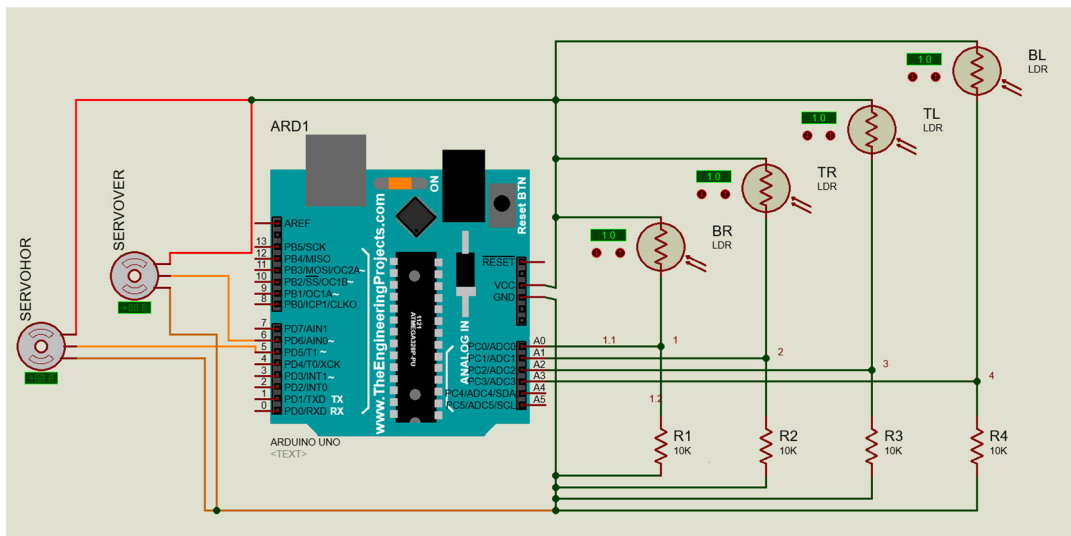 BL
LDR
1.0
TL
LDR
1.0
TR
LDR
1.0
BR
LDR
1.0
ARD1
SERVOVER
SERVOHOR
ON
Reset BTN
www.TheEngineeringProjects.com
1121
ATMEGA328P-PU
ANALOG IN
AREF
13 PB5/SCK
12 PB4/MISO
11 PB3/MOSI/OC2A~
10 PB2/SS/OC1B~
9 PB1/OC1A~
8 PB0/ICP1/CLKO
7 PD7/AIN1
6 PD6/AIN0~
5 PD5/T1~
4 PD4/T0/XCK
3 PD3/INT1~
2 PD2/INT0
1 PD1/TXD TX
0 PD0/RXD RX
RESET
VCC
GND
PC0/ADC0 A0
PC1/ADC1 A1
PC2/ADC2 A2
PC3/ADC3 A3
PC4/ADC4/SDA A4
PC5/ADC5/SCL A5
1.1
1
2
3
4
1.2
R1
10K
R2
10K
R3
10K
R4
10K
ARDUINO UNO
<TEXT>